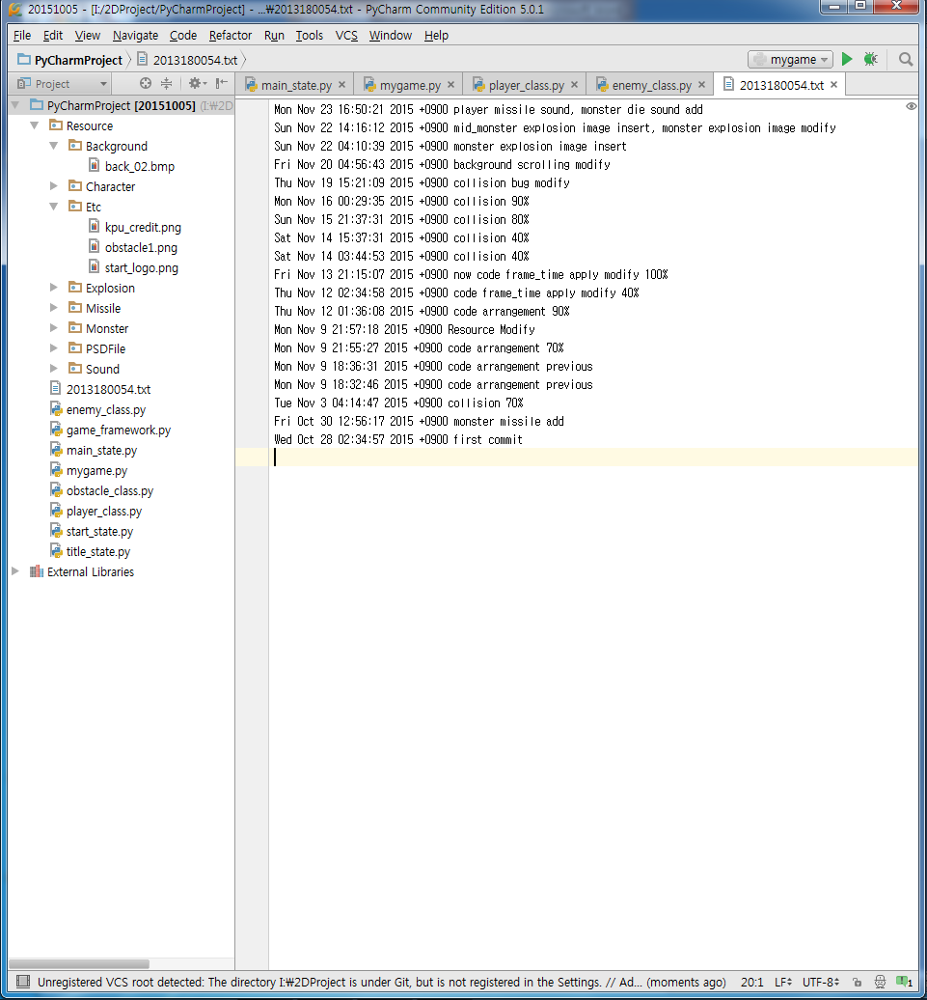 20151005 - [I:/2DProject/PyCharmProject] - ...₩2013180054.txt - PyCharm Community Edition 5.0.1
File Edit View Navigate Code Refactor Run Tools VCS Window Help
PyCharmProject 2013180054.txt mygame
Project main_state.py mygame.py player_class.py enemy_class.py 2013180054.txt
PyCharmProject [20151005] (I:₩2D
Resource
Background
back_02.bmp
Character
Etc
kpu_credit.png
obstacle1.png
start_logo.png
Explosion
Missile
Monster
PSDFile
Sound
2013180054.txt
enemy_class.py
game_framework.py
main_state.py
mygame.py
obstacle_class.py
player_class.py
start_state.py
title_state.py
External Libraries
Mon Nov 23 16:50:21 2015 +0900 player missile sound, monster die sound add
Sun Nov 22 14:16:12 2015 +0900 mid_monster explosion image insert, monster explosion image modify
Sun Nov 22 04:10:39 2015 +0900 monster explosion image insert
Fri Nov 20 04:56:43 2015 +0900 background scrolling modify
Thu Nov 19 15:21:09 2015 +0900 collision bug modify
Mon Nov 16 00:29:35 2015 +0900 collision 90%
Sun Nov 15 21:37:31 2015 +0900 collision 80%
Sat Nov 14 15:37:31 2015 +0900 collision 40%
Sat Nov 14 03:44:53 2015 +0900 collision 40%
Fri Nov 13 21:15:07 2015 +0900 now code frame_time apply modify 100%
Thu Nov 12 02:34:58 2015 +0900 code frame_time apply modify 40%
Thu Nov 12 01:36:08 2015 +0900 code arrangement 90%
Mon Nov 9 21:57:18 2015 +0900 Resource Modify
Mon Nov 9 21:55:27 2015 +0900 code arrangement 70%
Mon Nov 9 18:36:31 2015 +0900 code arrangement previous
Mon Nov 9 18:32:46 2015 +0900 code arrangement previous
Tue Nov 3 04:14:47 2015 +0900 collision 70%
Fri Oct 30 12:56:17 2015 +0900 monster missile add
Wed Oct 28 02:34:57 2015 +0900 first commit
Unregistered VCS root detected: The directory I:₩2DProject is under Git, but is not registered in the Settings. // Ad... (moments ago) 20:1 LF UTF-8 1